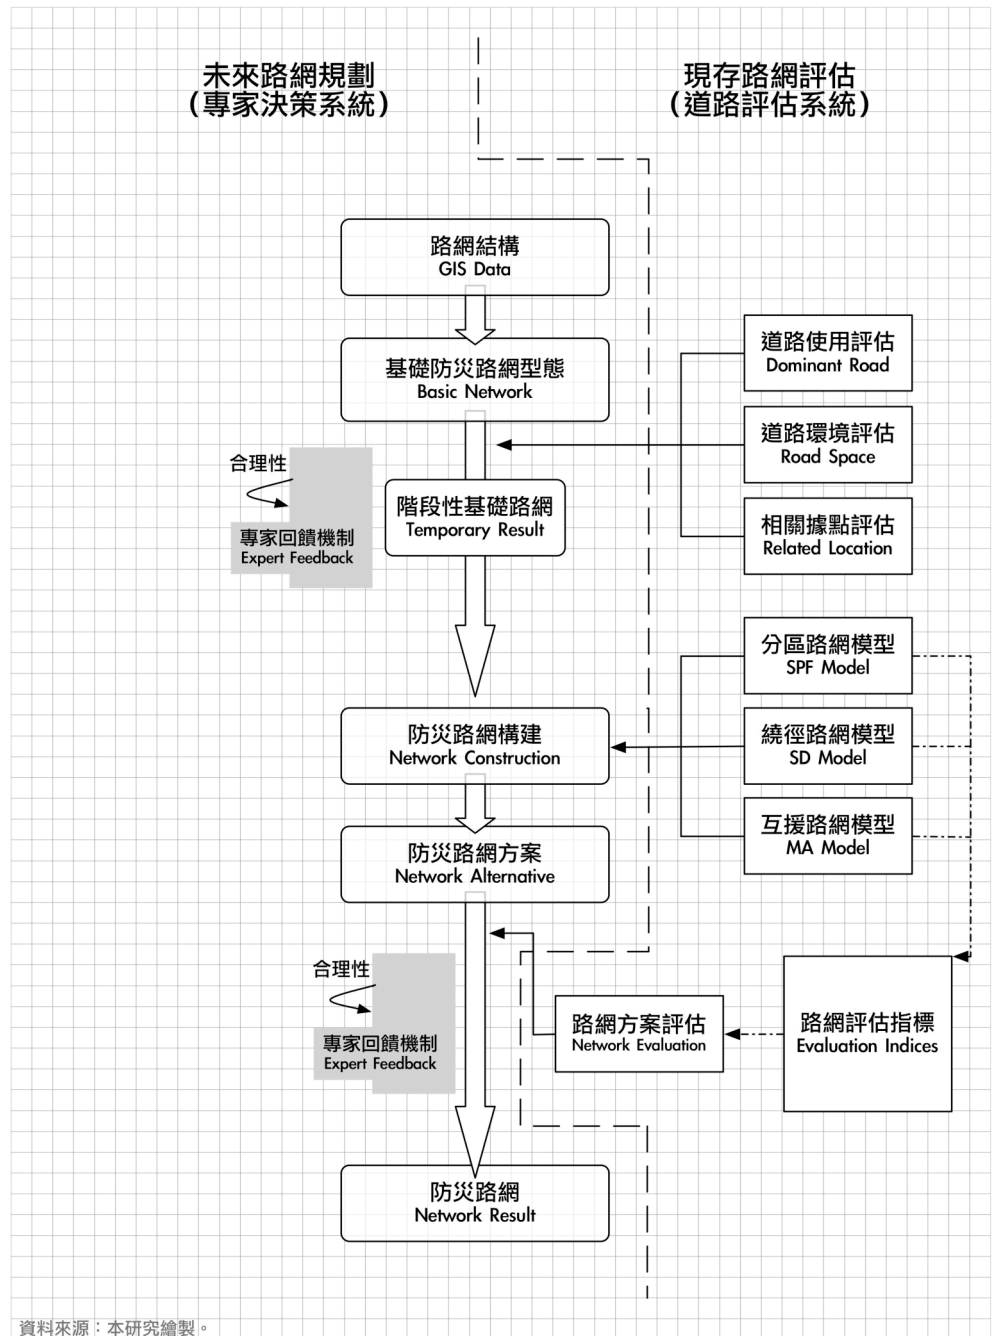 未來路網規劃
（專家決策系統）
現存路網評估
（道路評估系統）
路網結構
GIS Data
基礎防災路網型態
Basic Network
道路使用評估
Dominant Road
道路環境評估
Road Space
相關據點評估
Related Location
合理性
專家回饋機制
Expert Feedback
階段性基礎路網
Temporary Result
分區路網模型
SPF Model
繞徑路網模型
SD Model
互援路網模型
MA Model
防災路網構建
Network Construction
防災路網方案
Network Alternative
合理性
專家回饋機制
Expert Feedback
路網方案評估
Network Evaluation
路網評估指標
Evaluation Indices
防災路網
Network Result
資料來源：本研究繪製。